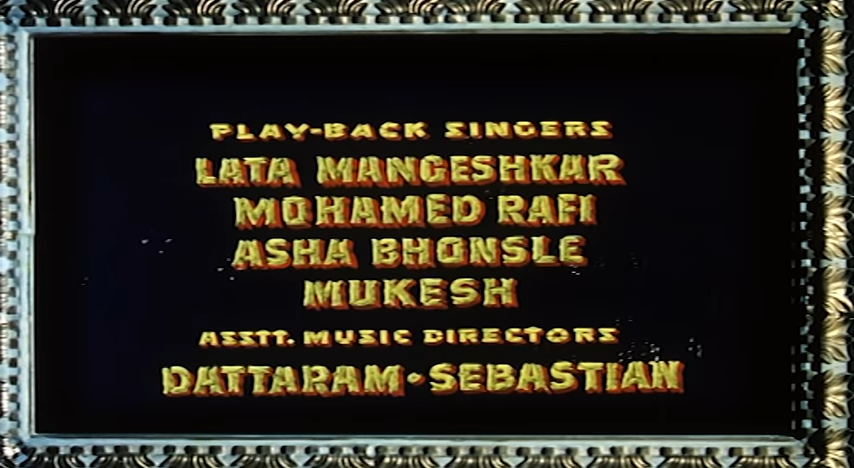 PLAY-BACK SINGERS
LATA MANGESHKAR
MOHAMED RAFI
ASHA BHONSLE
MUKESH
ASSTT. MUSIC DIRECTORS
DATTARAM • SEBASTIAN